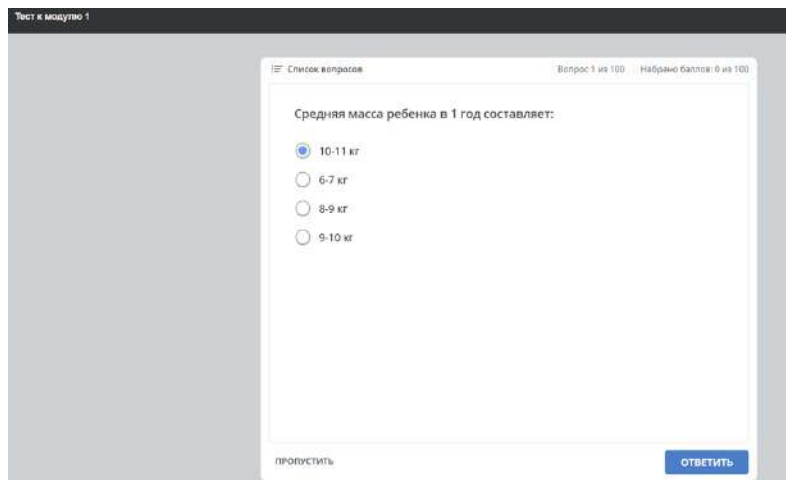 Тест к модулю 1
Список вопросов
Вопрос 1 из 100
Набрано баллов: 0 из 100
Средняя масса ребенка в 1 год составляет:
10-11 кг
6-7 кг
8-9 кг
9-10 кг
ПРОПУСТИТЬ
ОТВЕТИТЬ